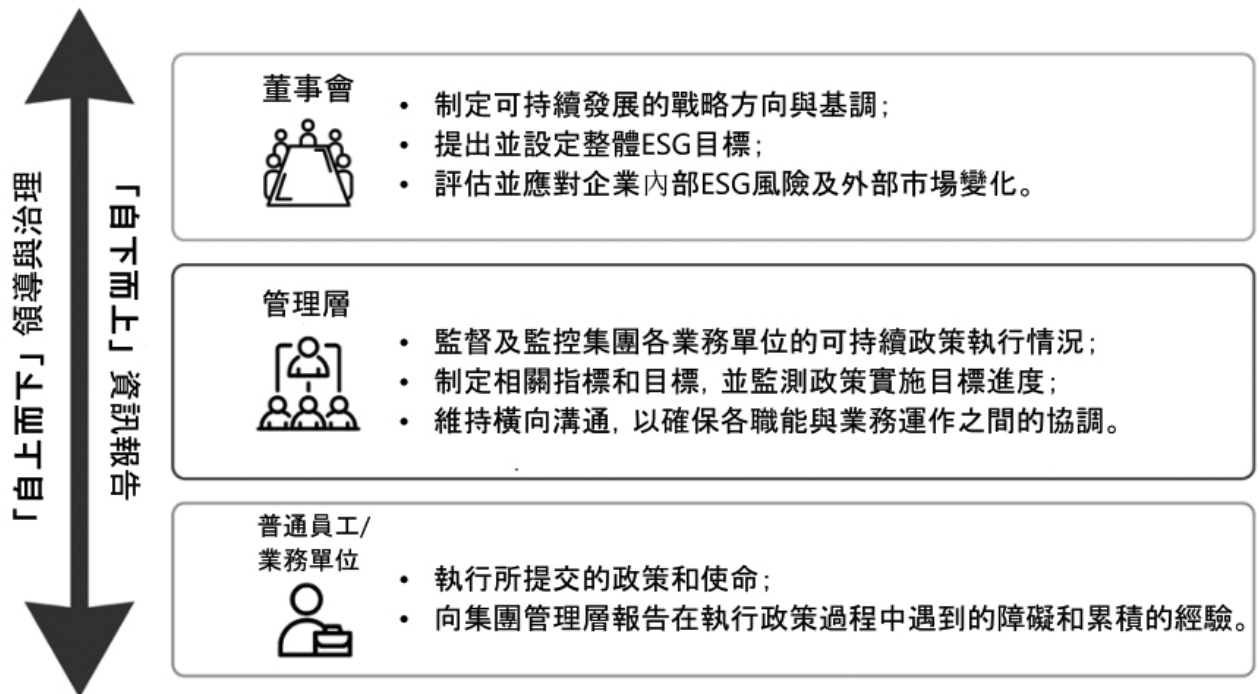 「自上而下」領導與治理
「自下而上」資訊報告
董事會
• 制定可持續發展的戰略方向與基調;
• 提出並設定整體ESG目標;
• 評估並應對企業內部ESG風險及外部市場變化。
管理層
• 監督及監控集團各業務單位的可持續政策執行情況;
• 制定相關指標和目標, 並監測政策實施目標進度;
• 維持橫向溝通, 以確保各職能與業務運作之間的協調。
普通員工/
業務單位
• 執行所提交的政策和使命;
• 向集團管理層報告在執行政策過程中遇到的障礙和累積的經驗。